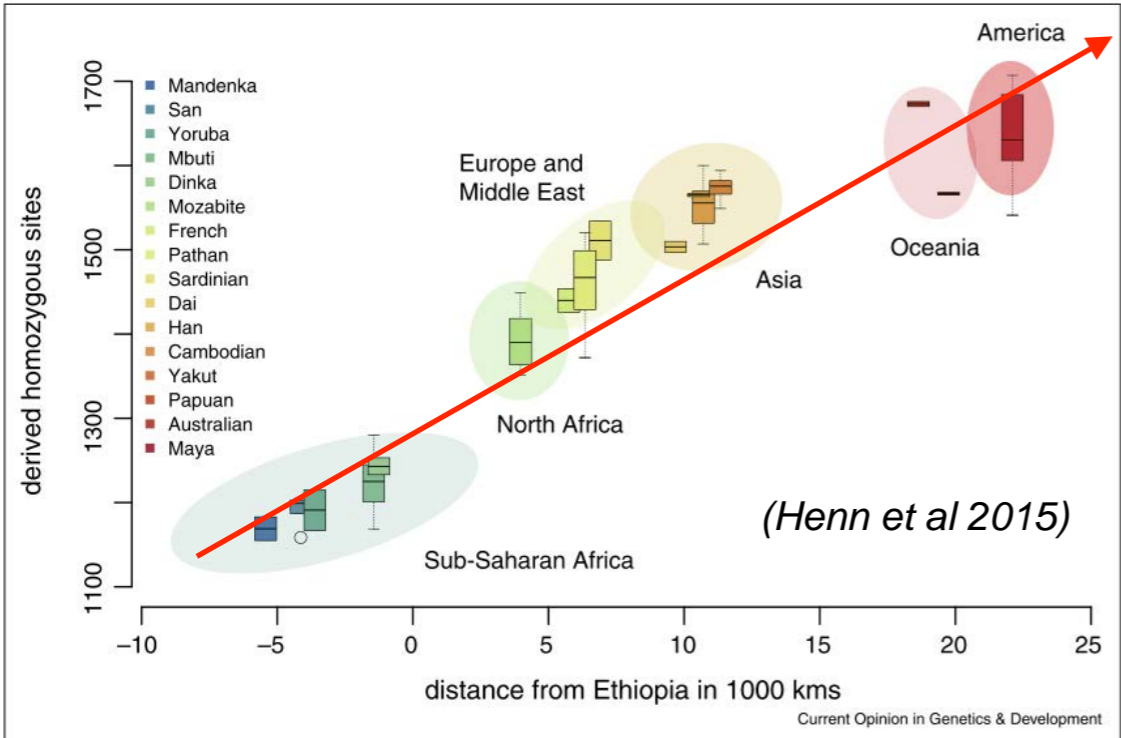 America
1700
Mandenka
San
Yoruba
Mbuti
Dinka
Mozabite
French
Pathan
Sardinian
Dai
Han
Cambodian
Yakut
Papuan
Australian
Maya
Europe and
Middle East
1500
Oceania
Asia
derived homozygous sites
North Africa
1300
(Henn et al 2015)
Sub-Saharan Africa
1100
−10 −5 0 5 10 15 20 25
distance from Ethiopia in 1000 kms
Current Opinion in Genetics & Development